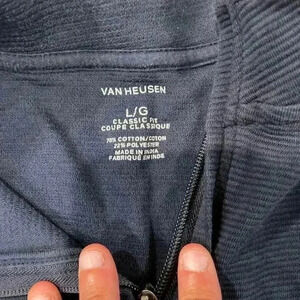 VAN HEUSEN
L/G
CLASSIC FIT
COUPE CLASSIQUE
78% COTTON/COTON
22% POLYESTER
MADE IN INDIA
FABRIQUÉ EN INDE